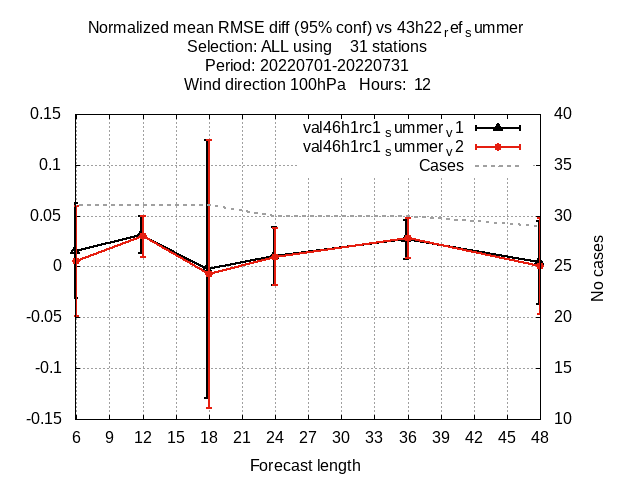 Normalized mean RMSE diff (95% conf) vs 43h22refsummer
Selection: ALL using 31 stations
Period: 20220701-20220731
Wind direction 100hPa Hours: 12
val46h1rc1summerv1
val46h1rc1summerv2
Cases
0.15
0.1
0.05
0
-0.05
-0.1
-0.15
40
35
30
25
20
15
10
No cases
6 9 12 15 18 21 24 27 30 33 36 39 42 45 48
Forecast length